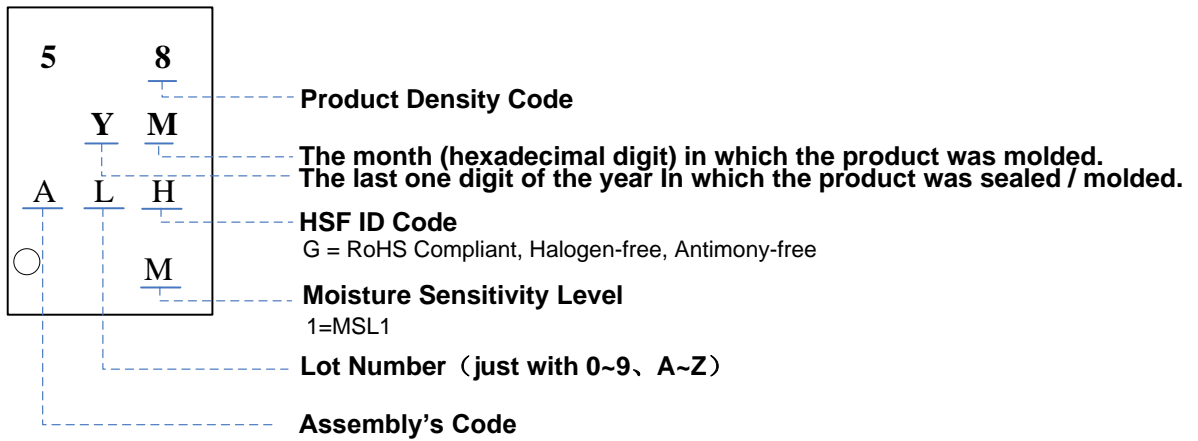 5 8
Product Density Code
Y M
The month (hexadecimal digit) in which the product was molded.
The last one digit of the year In which the product was sealed / molded.
A L H
HSF ID Code
G = RoHS Compliant, Halogen-free, Antimony-free
M
Moisture Sensitivity Level
1=MSL1
Lot Number（just with 0~9、A~Z）
Assembly's Code